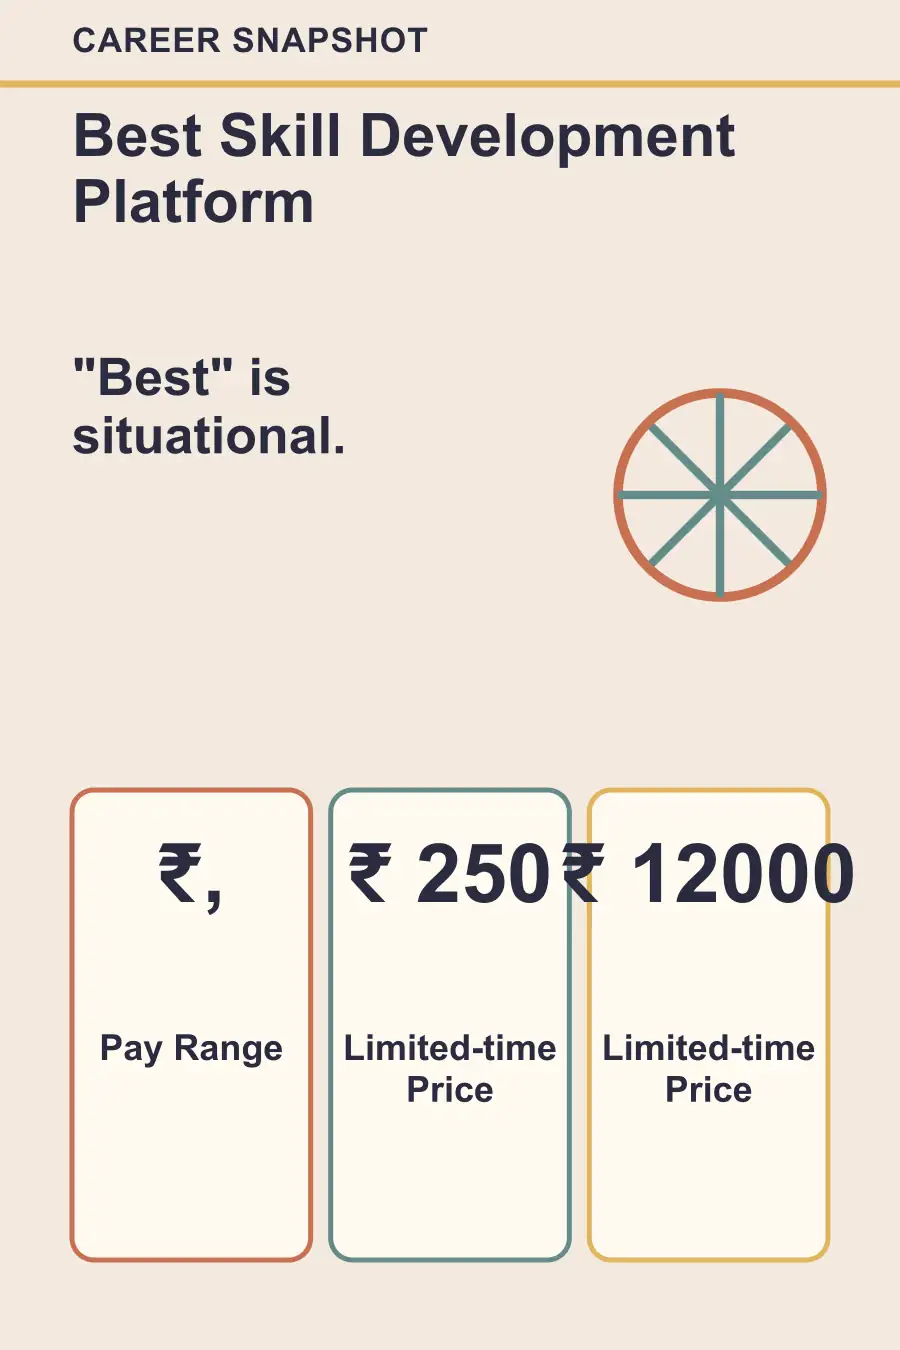 CAREER SNAPSHOT
Best Skill Development
Platform
"Best" is
situational.
₹,
₹ 250
₹ 12000
Pay Range
Limited-time
Price
Limited-time
Price